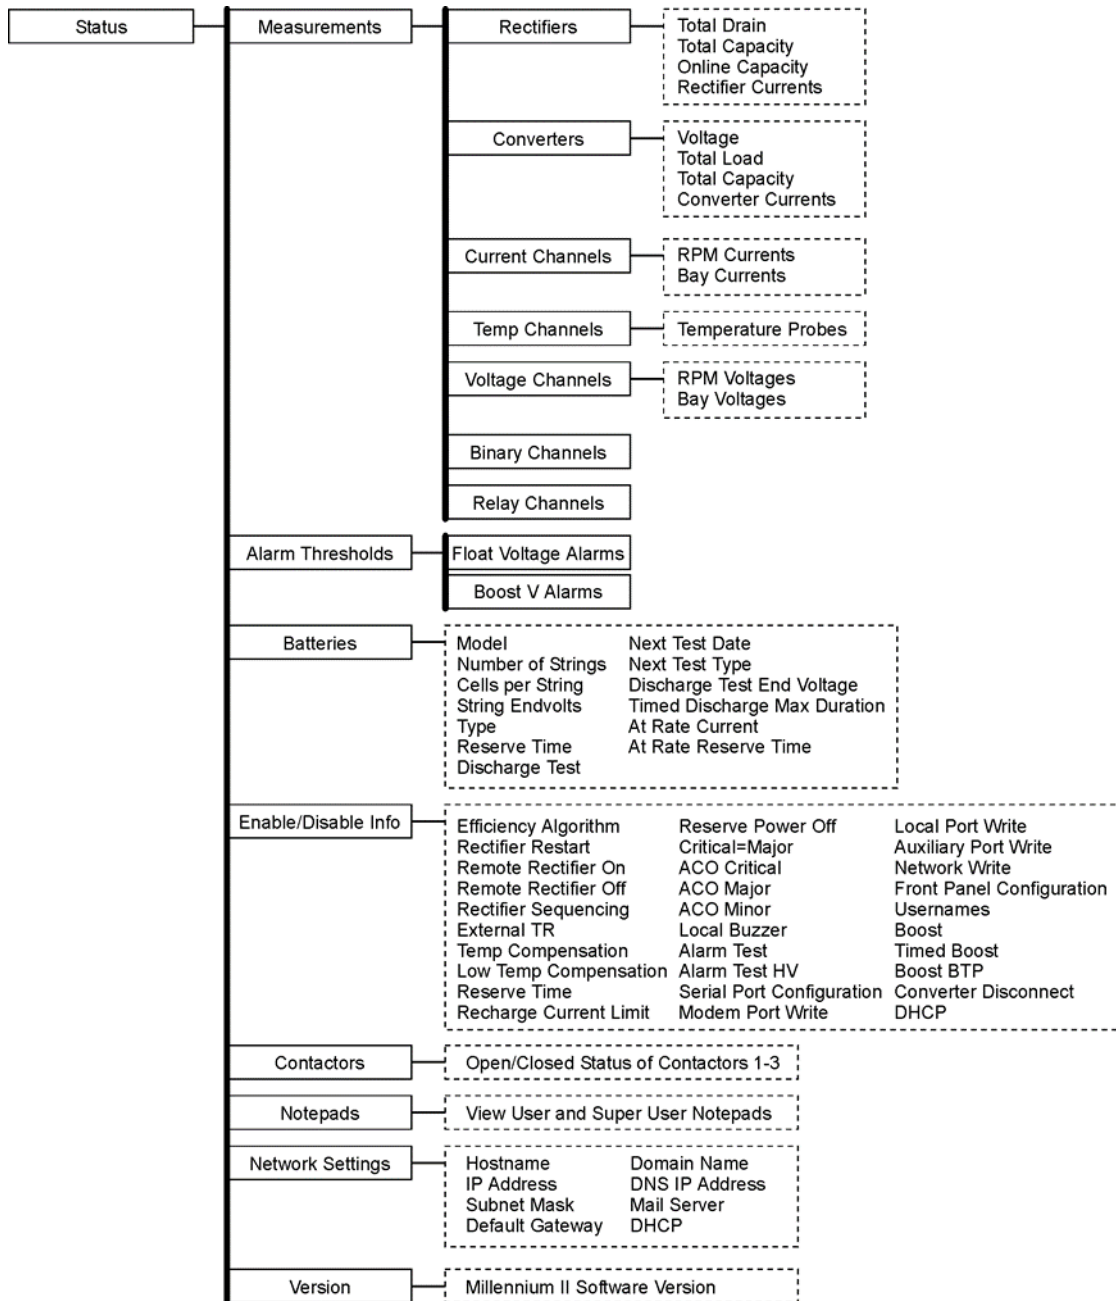 Status
Measurements
Rectifiers
Total Drain
Total Capacity
Online Capacity
Rectifier Currents
Converters
Voltage
Total Load
Total Capacity
Converter Currents
Current Channels
RPM Currents
Bay Currents
Temp Channels
Temperature Probes
Voltage Channels
RPM Voltages
Bay Voltages
Binary Channels
Relay Channels
Alarm Thresholds
Float Voltage Alarms
Boost V Alarms
Batteries
Model
Number of Strings
Cells per String
String Endvolts
Type
Reserve Time
Discharge Test
Next Test Date
Next Test Type
Discharge Test End Voltage
Timed Discharge Max Duration
At Rate Current
At Rate Reserve Time
Enable/Disable Info
Efficiency Algorithm
Rectifier Restart
Remote Rectifier On
Remote Rectifier Off
Rectifier Sequencing
External TR
Temp Compensation
Low Temp Compensation
Reserve Time
Recharge Current Limit
Reserve Power Off
Critical=Major
ACO Critical
ACO Major
ACO Minor
Local Buzzer
Alarm Test
Alarm Test HV
Serial Port Configuration
Modem Port Write
Local Port Write
Auxiliary Port Write
Network Write
Front Panel Configuration
Usernames
Boost
Timed Boost
Boost BTP
Converter Disconnect
DHCP
Contactors
Open/Closed Status of Contactors 1-3
Notepads
View User and Super User Notepads
Network Settings
Hostname
IP Address
Subnet Mask
Default Gateway
Domain Name
DNS IP Address
Mail Server
DHCP
Version
Millennium II Software Version